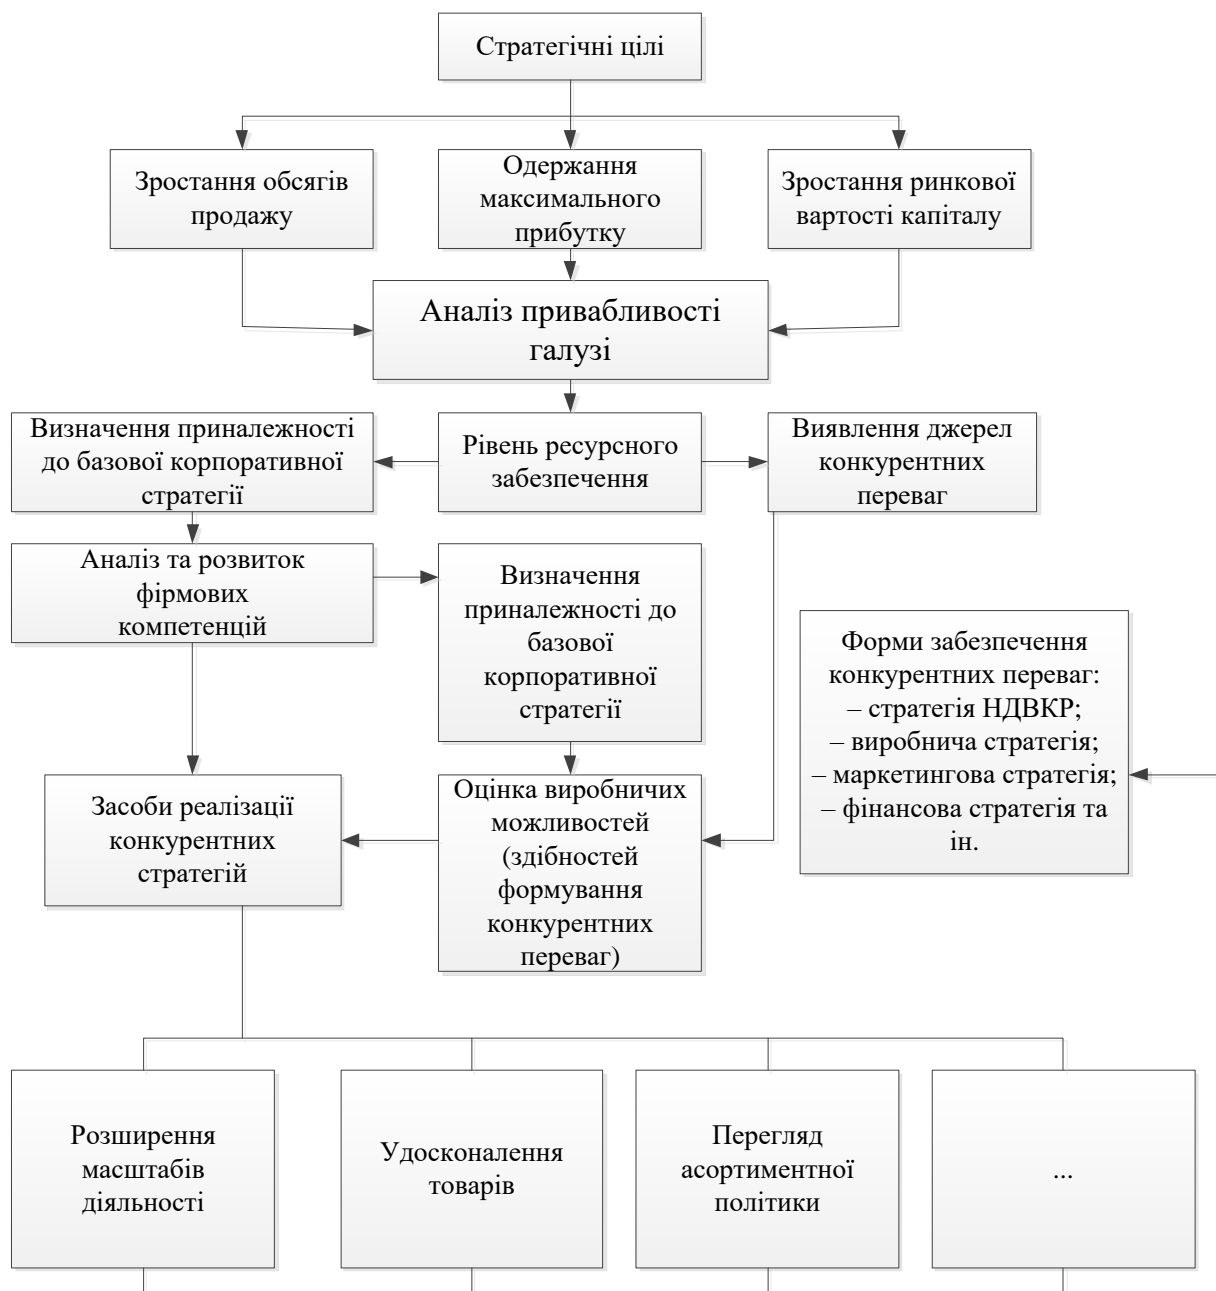 Стратегічні цілі
Зростання обсягів
продажу
Одержання
максимального
прибутку
Зростання ринкової
вартості капіталу
Аналіз привабливості
галузі
Визначення приналежності
до базової корпоративної
стратегії
Рівень ресурсного
забезпечення
Виявлення джерел
конкурентних
переваг
Аналіз та розвиток
фірмових
компетенцій
Визначення
приналежності до
базової
корпоративної
стратегії
Форми забезпечення
конкурентних переваг:
– стратегія НДВКР;
– виробнича стратегія;
– маркетингова стратегія;
– фінансова стратегія та
ін.
Засоби реалізації
конкурентних
стратегій
Оцінка виробничих
можливостей
(здібностей
формування
конкурентних
переваг)
Розширення
масштабів
діяльності
Удосконалення
товарів
Перегляд
асортиментної
політики
...